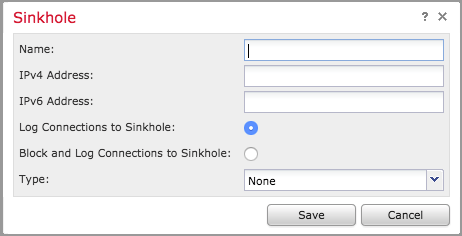 Sinkhole ? ×
Name:
IPv4 Address:
IPv6 Address:
Log Connections to Sinkhole:
Block and Log Connections to Sinkhole:
Type: None
Save Cancel